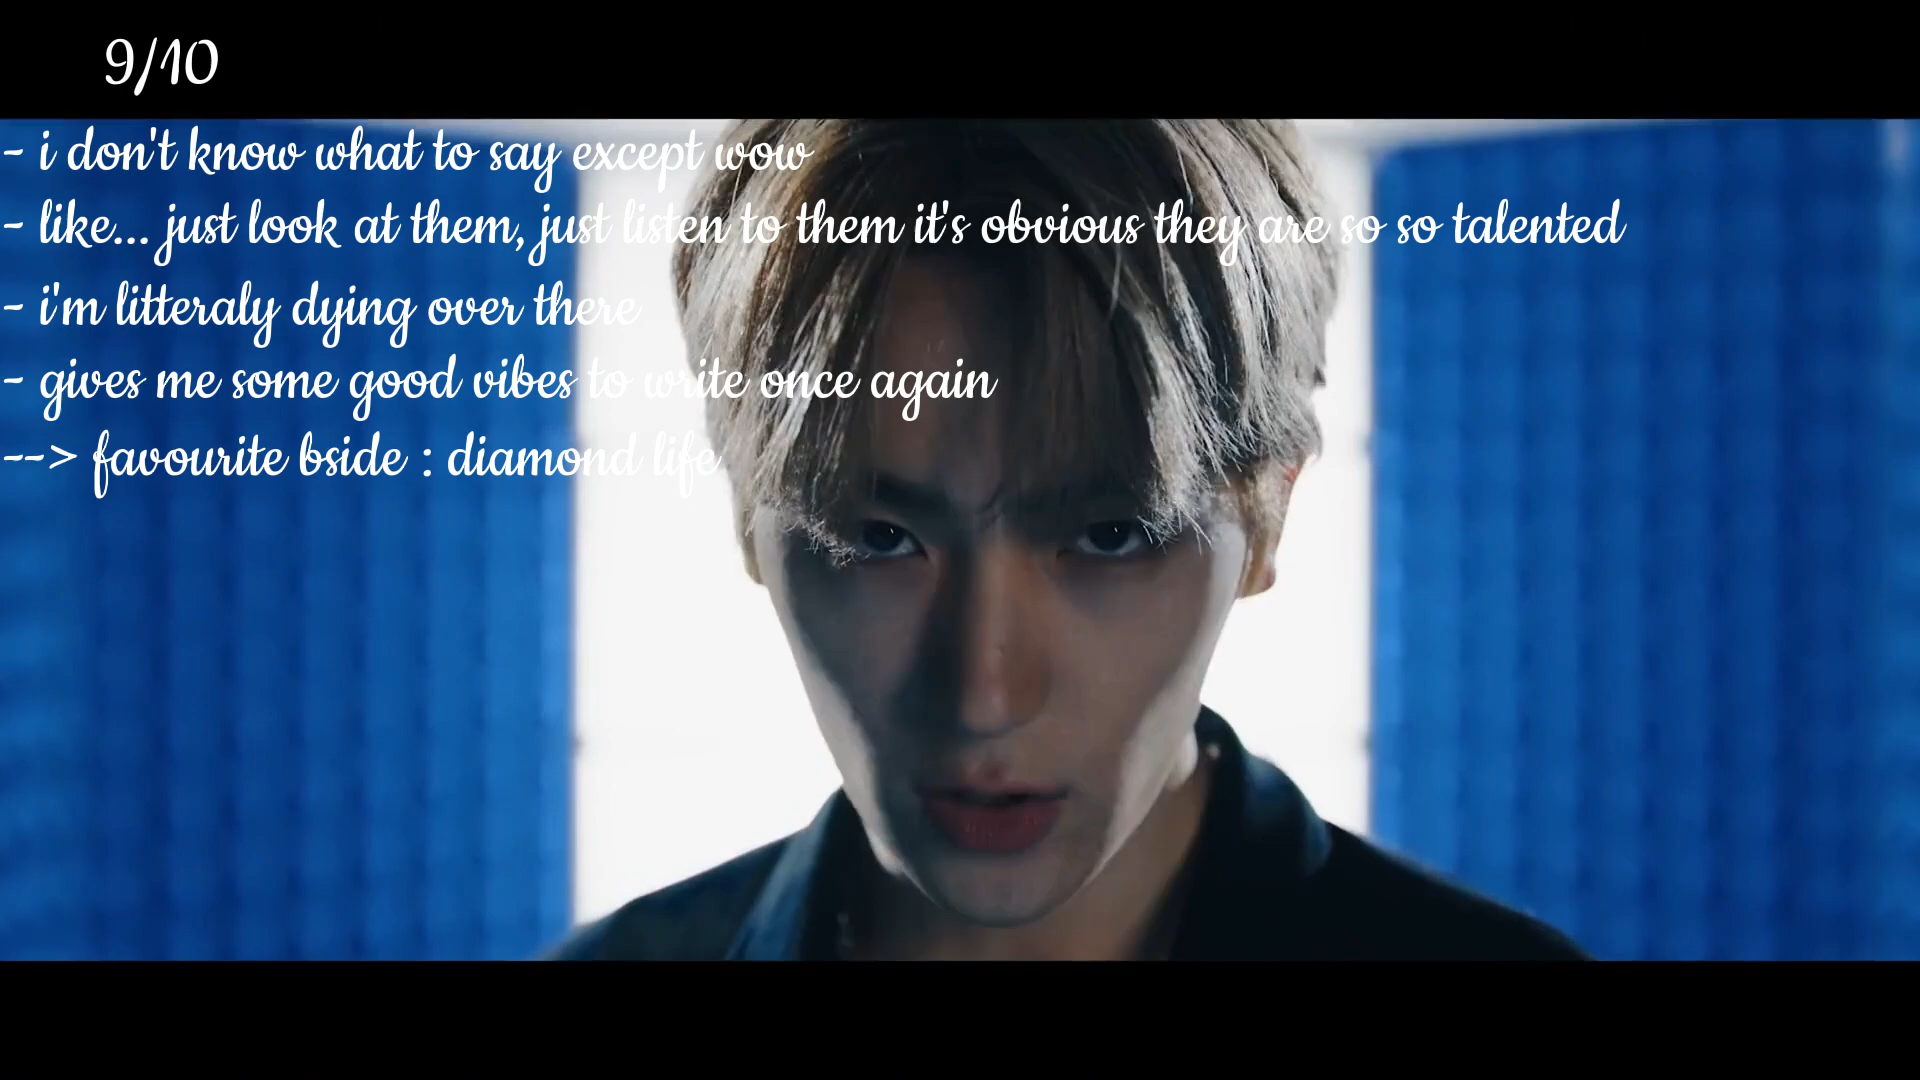 9/10
- i don't know what to say except wow
- like... just look at them, just listen to them it's obvious they are so so talented
- i'm litteraly dying over there
- gives me some good vibes to write once again
--> favourite bside : diamond life